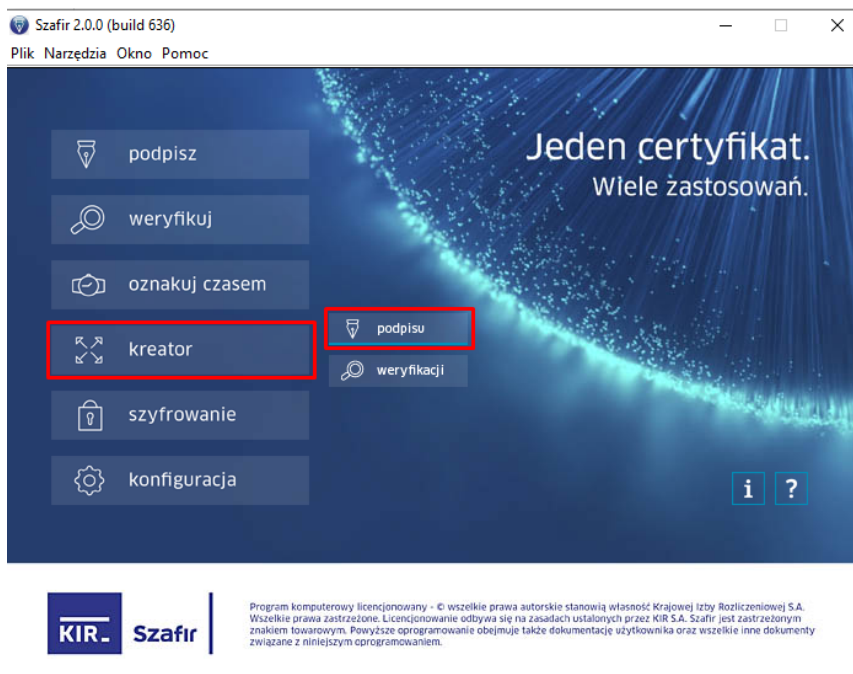 Szafir 2.0.0 (build 636)
Plik Narzędzia Okno Pomoc
Jeden certyfikat.
Wiele zastosowań.
podpisz
weryfikuj
oznakuj czasem
kreator
podpisu
weryfikacji
szyfrowanie
konfiguracja
i ?
KIR Szafir
Program komputerowy licencjonowany - © wszelkie prawa autorskie stanowią własność Krajowej Izby Rozliczeniowej S.A.
Wszelkie prawa zastrzeżone. Licencjonowanie odbywa się na zasadach ustalonych przez KIR S.A. Szafir jest zastrzeżonym
znakiem towarowym. Powyższe oprogramowanie obejmuje także dokumentację użytkownika oraz wszelkie inne dokumenty
związane z niniejszym oprogramowaniem.